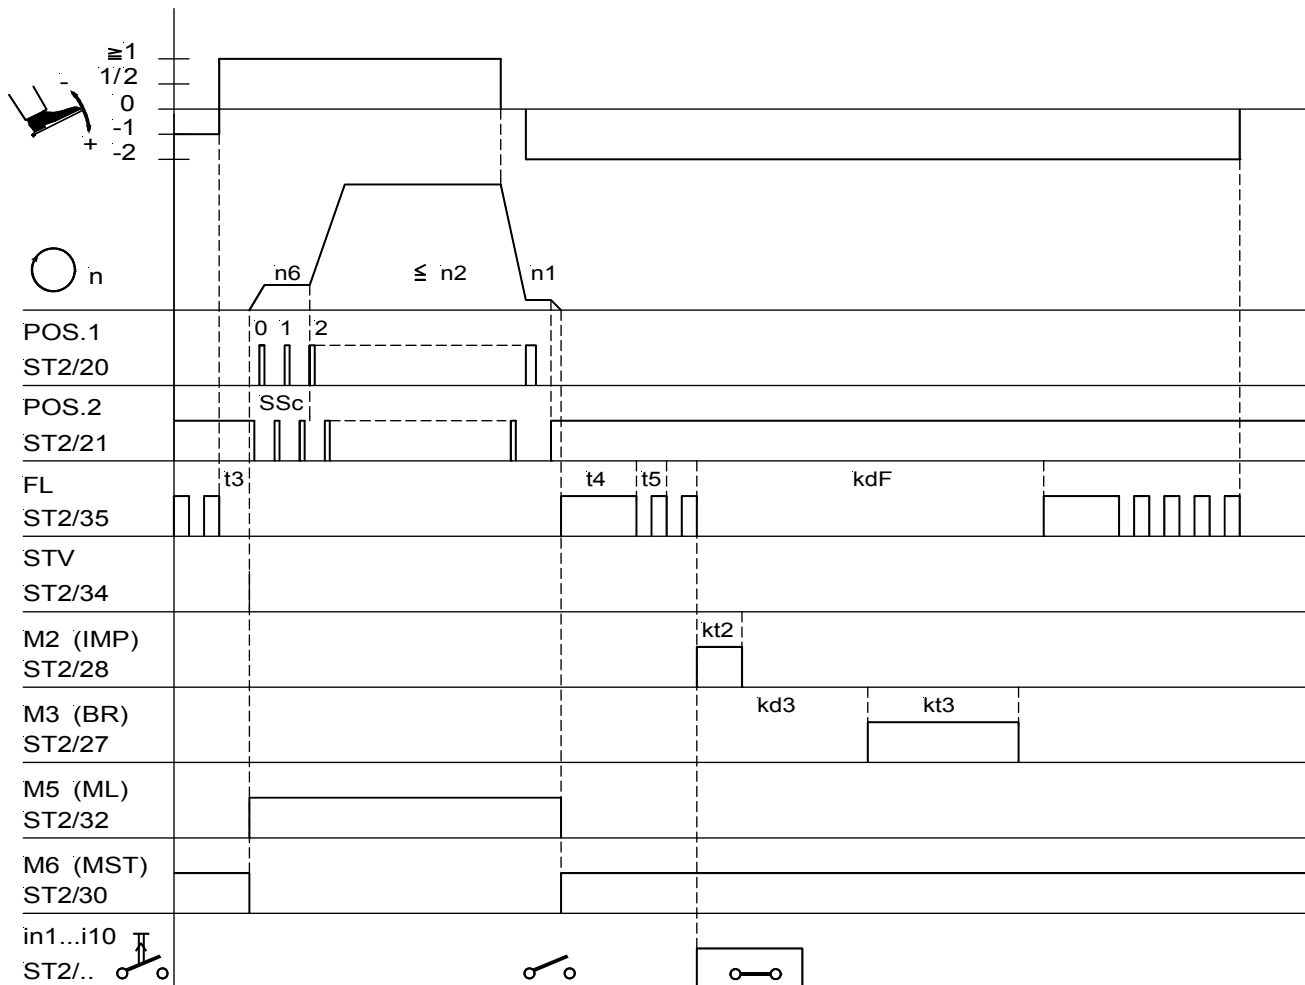 ≧1
1/2
0
-1
-2
-
+
n
n6
≦ n2
n1
POS.1
0 1 2
ST2/20
POS.2
SSc
ST2/21
FL
t3
t4
t5
kdF
ST2/35
STV
ST2/34
M2 (IMP)
kt2
ST2/28
M3 (BR)
kd3
kt3
ST2/27
M5 (ML)
ST2/32
M6 (MST)
ST2/30
in1...i10
ST2/..